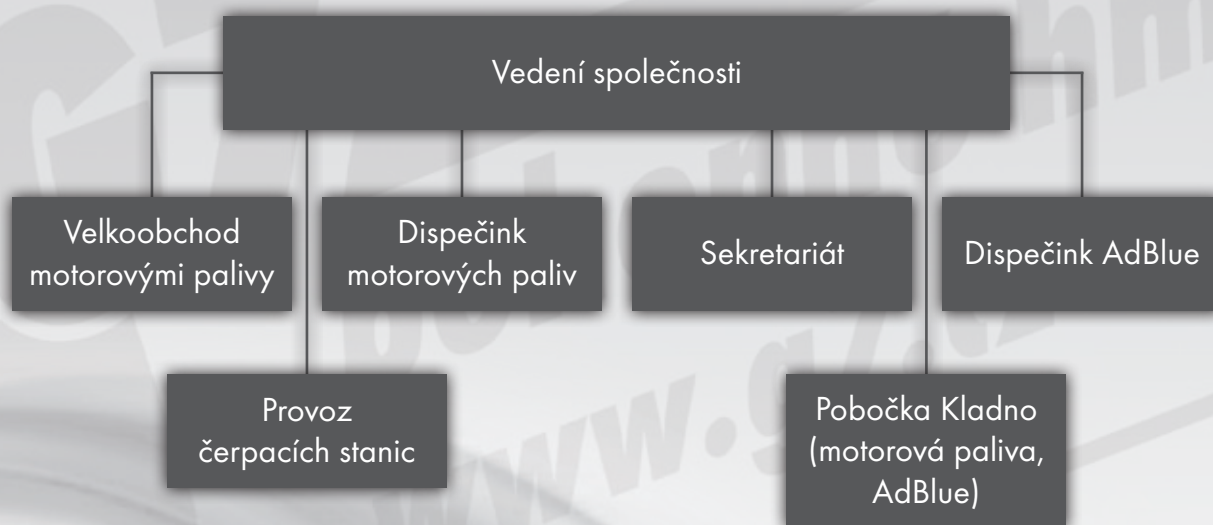 Vedení společnosti
Velkoobchod
motorovými palivy
Dispečink
motorových paliv
Sekretariát
Dispečink AdBlue
Provoz
čerpacích stanic
Pobočka Kladno
(motorová paliva,
AdBlue)